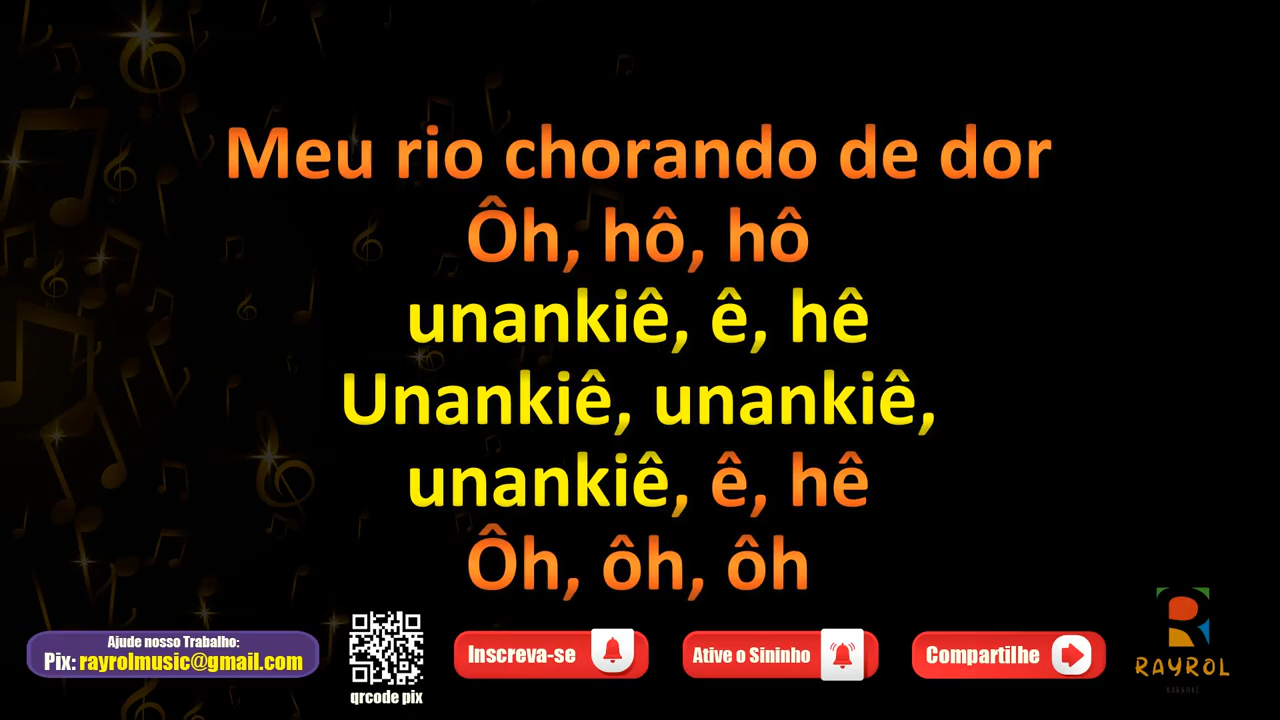 Meu rio chorando de dor
Ôh, hô, hô
unankiê, ê, hê
Unankiê, unankiê,
unankiê, ê, hê
Ôh, ôh, ôh
Ajude nosso Trabalho:
Pix: rayrolmusic@gmail.com
qrcode pix
Inscreva-se
Ative o Sininho
Compartilhe
RAYROL
KARAOKÊ